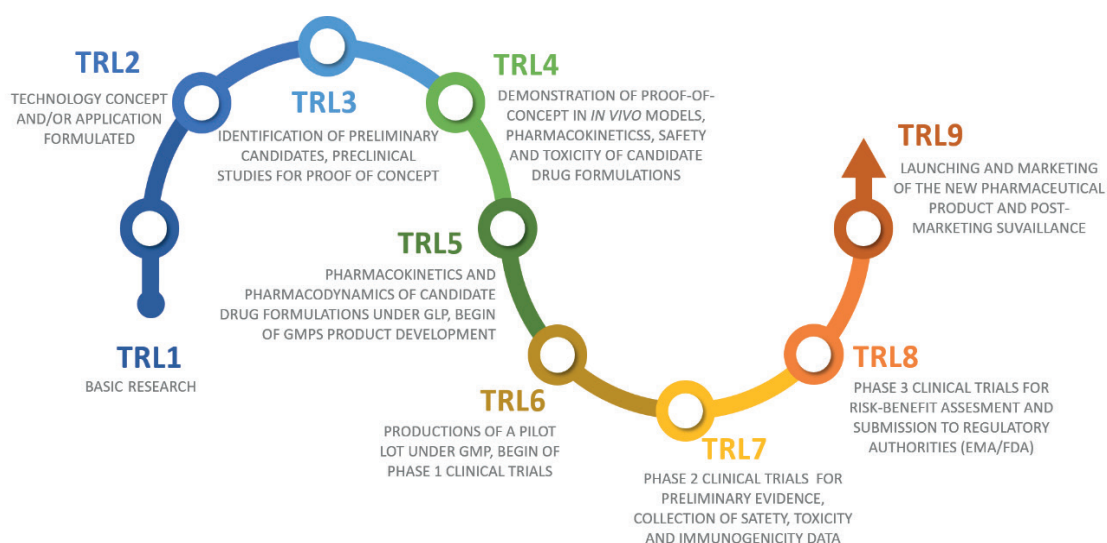 TRL1
BASIC RESEARCH
TRL2
TECHNOLOGY CONCEPT
AND/OR APPLICATION
FORMULATED
TRL3
IDENTIFICATION OF PRELIMINARY
CANDIDATES, PRECLINICAL
STUDIES FOR PROOF OF CONCEPT
TRL4
DEMONSTRATION OF PROOF-OF-
CONCEPT IN IN VIVO MODELS,
PHARMACOKINETICSS, SAFETY
AND TOXICITY OF CANDIDATE
DRUG FORMULATIONS
TRL5
PHARMACOKINETICS AND
PHARMACODYNAMICS OF CANDIDATE
DRUG FORMULATIONS UNDER GLP, BEGIN
OF GMPS PRODUCT DEVELOPMENT
TRL6
PRODUCTIONS OF A PILOT
LOT UNDER GMP, BEGIN OF
PHASE 1 CLINICAL TRIALS
TRL7
PHASE 2 CLINICAL TRIALS FOR
PRELIMINARY EVIDENCE,
COLLECTION OF SATETY, TOXICITY
AND IMMUNOGENICITY DATA
TRL8
PHASE 3 CLINICAL TRIALS FOR
RISK-BENEFIT ASSESMENT AND
SUBMISSION TO REGULATORY
AUTHORITIES (EMA/FDA)
TRL9
LAUNCHING AND MARKETING
OF THE NEW PHARMACEUTICAL
PRODUCT AND POST-
MARKETING SUVAILLANCE